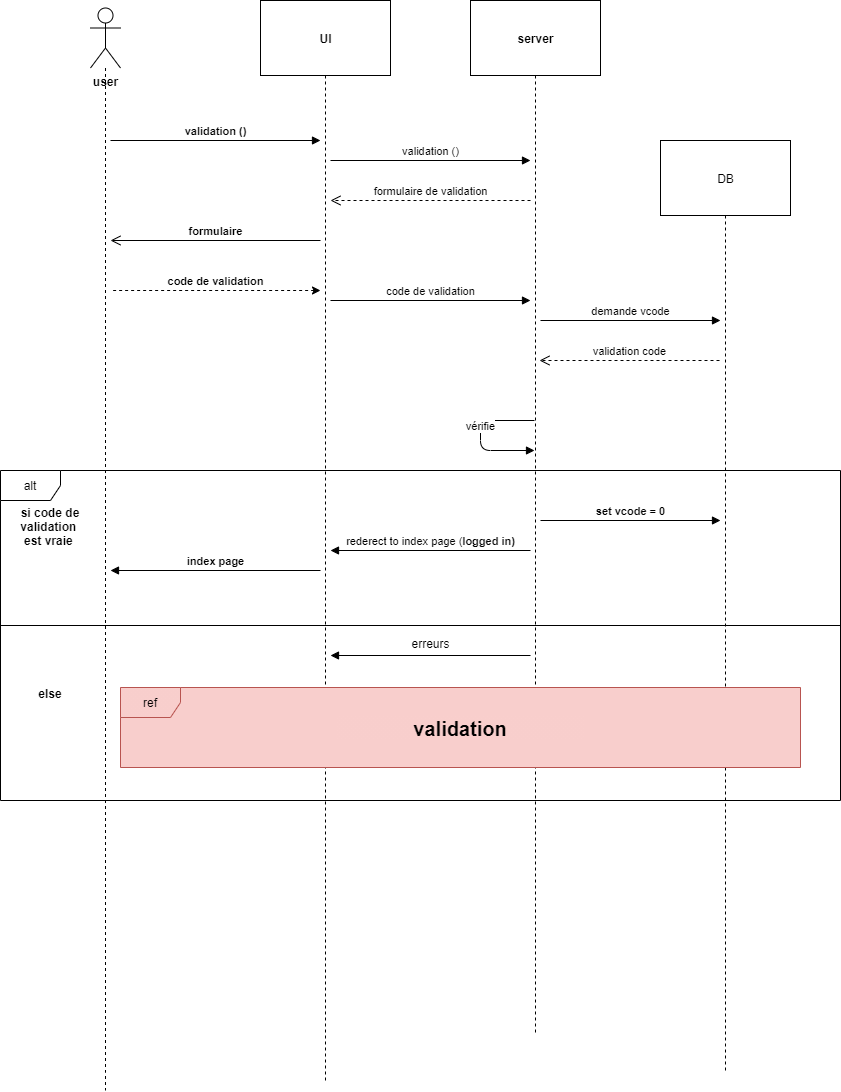 UI
server
user
validation ()
validation ()
DB
formulaire de validation
formulaire
code de validation
code de validation
demande vcode
validation code
vérifie
alt
si code de
validation
est vraie
set vcode = 0
rederect to index page (logged in)
index page
erreurs
else
ref
validation